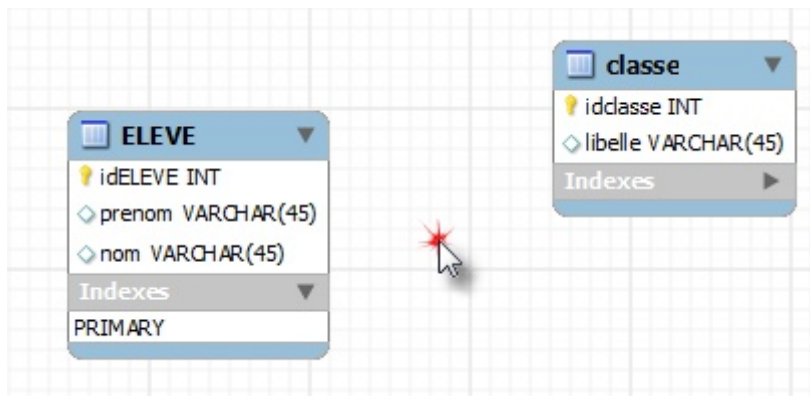 classe
idclasse INT
libelle VARCHAR(45)
Indexes
ELEVE
idELEVE INT
prenom VARCHAR(45)
nom VARCHAR(45)
Indexes
PRIMARY